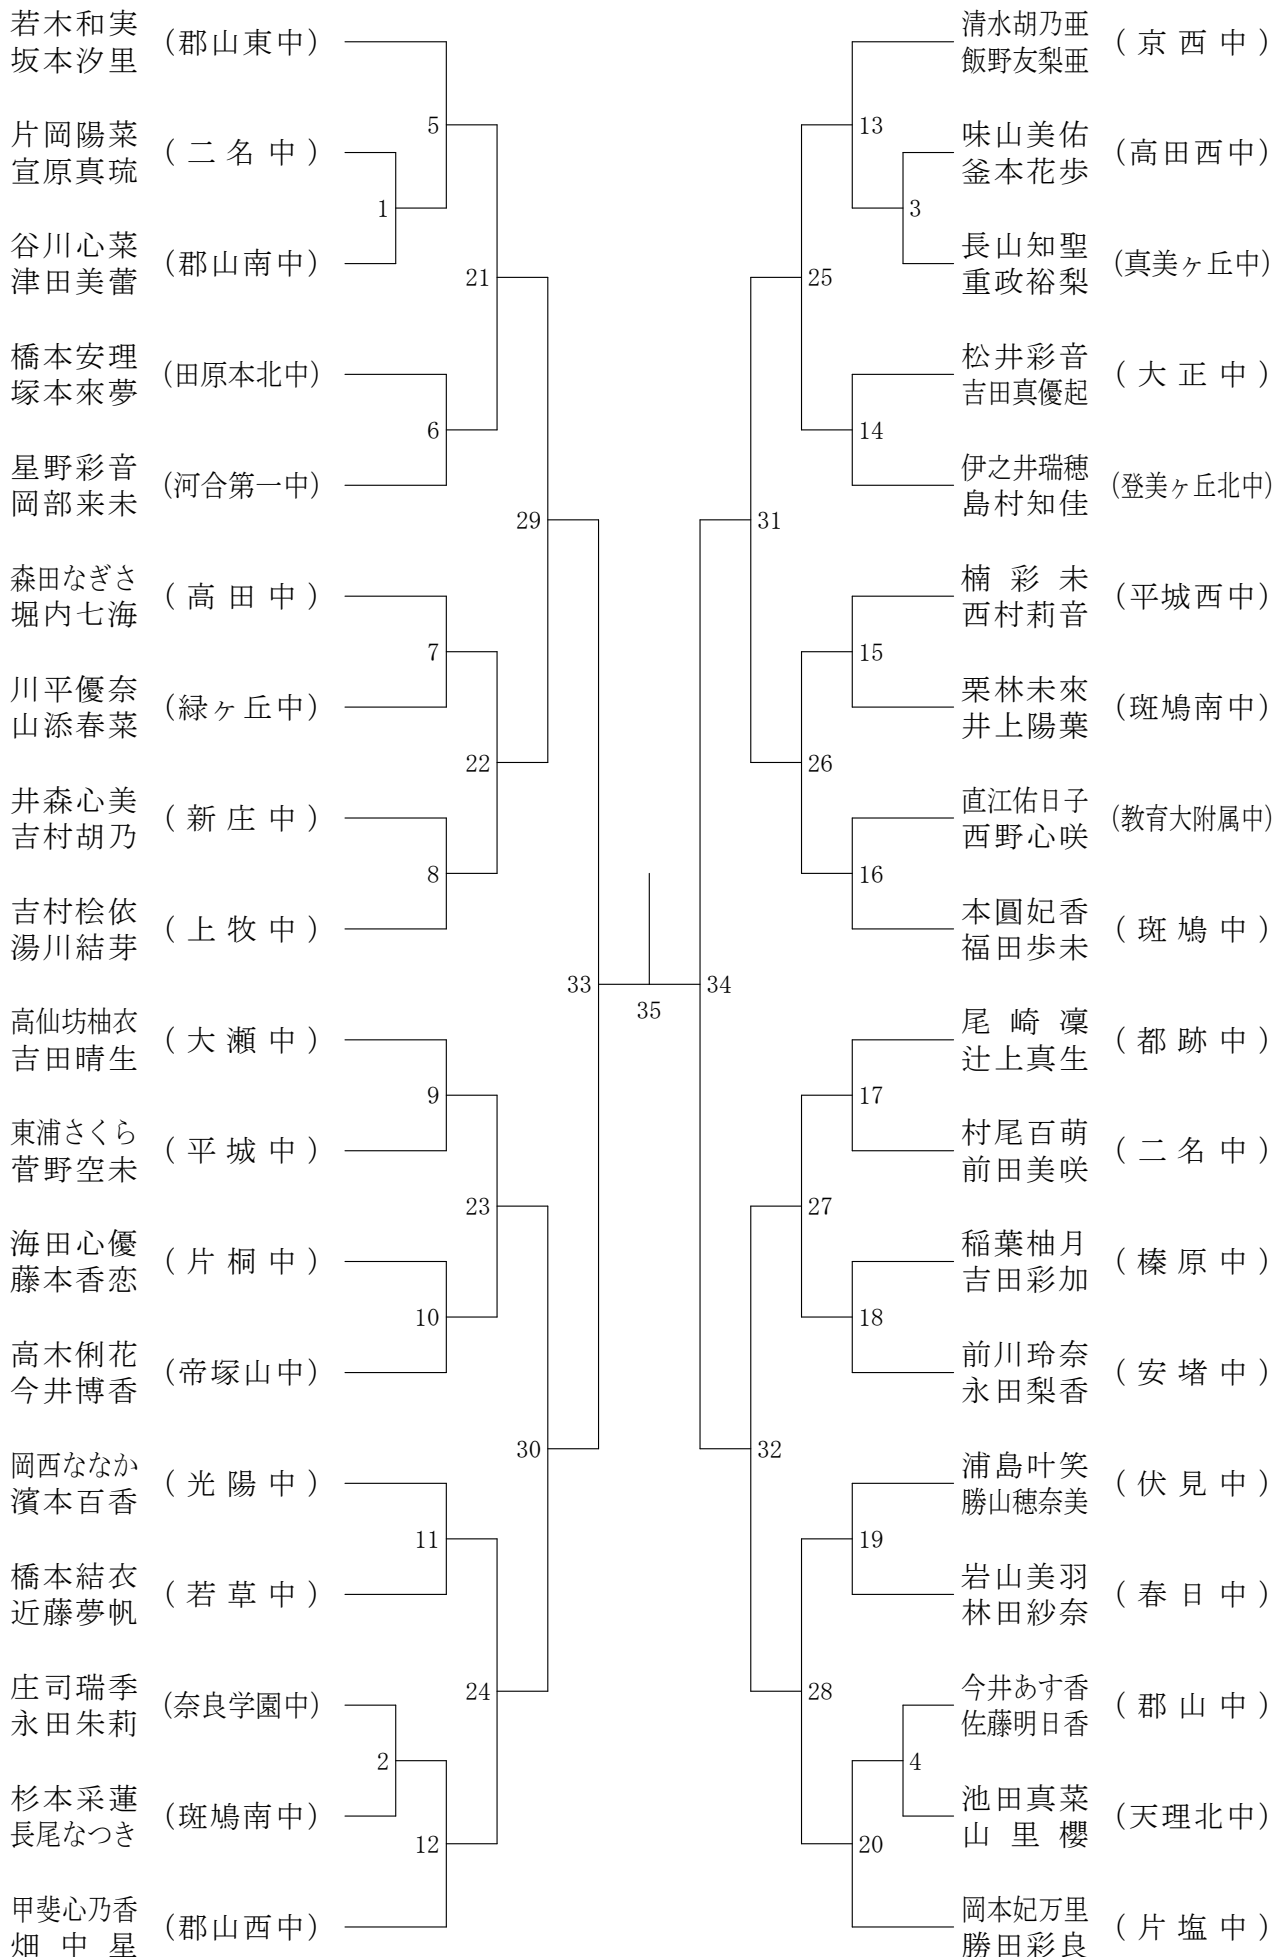 若木和実
坂本汐里
(郡山東中)
片岡陽菜
宣原真琉
(二名中)
谷川心菜
津田美蕾
(郡山南中)
橋本安理
塚本來夢
(田原本北中)
星野彩音
岡部来未
(河合第一中)
森田なぎさ
堀内七海
(高田中)
川平優奈
山添春菜
(緑ヶ丘中)
井森心美
吉村胡乃
(新庄中)
吉村桧依
湯川結芽
(上牧中)
高仙坊柚衣
吉田晴生
(大瀬中)
東浦さくら
菅野空未
(平城中)
海田心優
藤本香恋
(片桐中)
高木俐花
今井博香
(帝塚山中)
岡西ななか
濱本百香
(光陽中)
橋本結衣
近藤夢帆
(若草中)
庄司瑞季
永田朱莉
(奈良学園中)
杉本采蓮
長尾なつき
(斑鳩南中)
甲斐心乃香
畑中星
(郡山西中)
1
2
5
6
7
8
9
10
11
12
21
22
23
24
29
30
33
35
34
31
32
25
26
27
28
13
14
15
16
17
18
19
20
3
4
清水胡乃亜
飯野友梨亜
(京西中)
味山美佑
釜本花歩
(高田西中)
長山知聖
重政裕梨
(真美ヶ丘中)
松井彩音
吉田真優起
(大正中)
伊之井瑞穂
島村知佳
(登美ヶ丘北中)
楠彩未
西村莉音
(平城西中)
栗林未來
井上陽葉
(斑鳩南中)
直江佑日子
西野心咲
(教育大附属中)
本圓妃香
福田歩未
(斑鳩中)
尾崎凜
辻上真生
(都跡中)
村尾百萌
前田美咲
(二名中)
稲葉柚月
吉田彩加
(榛原中)
前川玲奈
永田梨香
(安堵中)
浦島叶笑
勝山穂奈美
(伏見中)
岩山美羽
林田紗奈
(春日中)
今井あす香
佐藤明日香
(郡山中)
池田真菜
山里櫻
(天理北中)
岡本妃万里
勝田彩良
(片塩中)